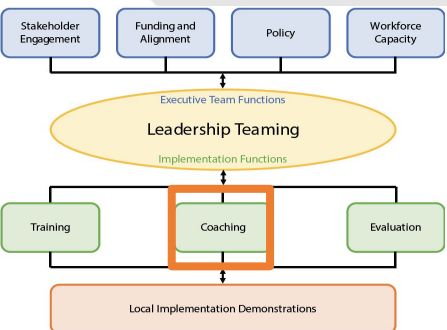 Stakeholder
Engagement
Funding and
Alignment
Policy
Workforce
Capacity
Executive Team Functions
Leadership Teaming
Implementation Functions
Training
Coaching
Evaluation
Local Implementation Demonstrations